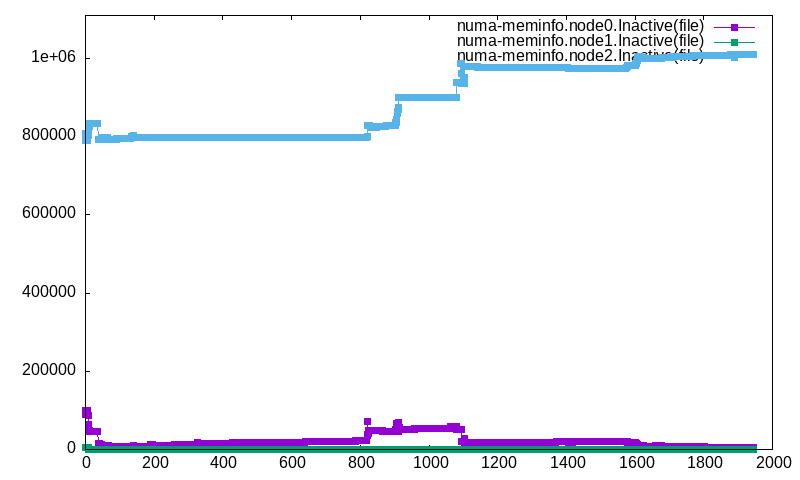 numa-meminfo.node0.Inactive(file)
numa-meminfo.node1.Inactive(file)
numa-meminfo.node2.Inactive(file)
1e+06
800000
600000
400000
200000
0
0 200 400 600 800 1000 1200 1400 1600 1800 2000